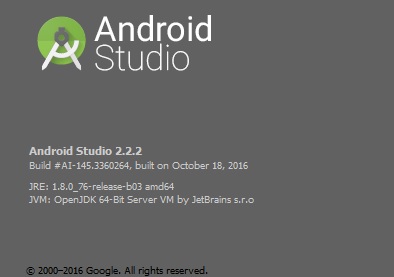 Android
Studio
Android Studio 2.2.2
Build #AI-145.3360264, built on October 18, 2016
JRE: 1.8.0_76-release-b03 amd64
JVM: OpenJDK 64-Bit Server VM by JetBrains s.r.o
© 2000–2016 Google. All rights reserved.